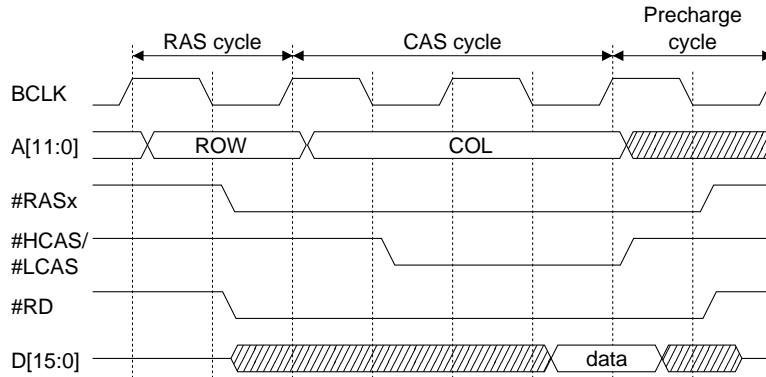 Precharge
RAS cycle CAS cycle cycle
BCLK
A[11:0] ROW COL
#RASx
#HCAS/
#LCAS
#RD
D[15:0] data